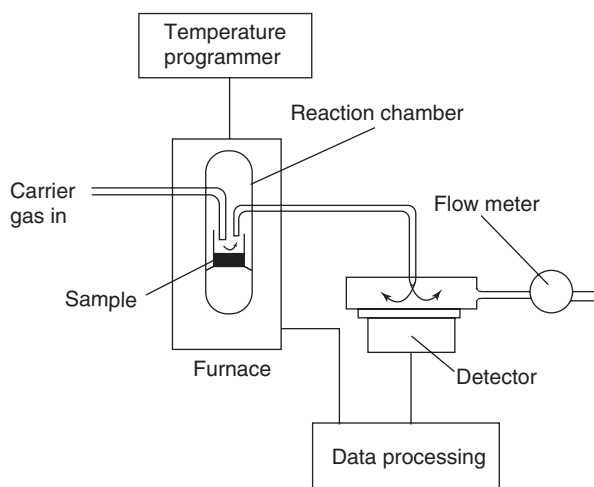 Temperature
programmer
Reaction chamber
Carrier
gas in
Flow meter
Sample
Furnace
Detector
Data processing